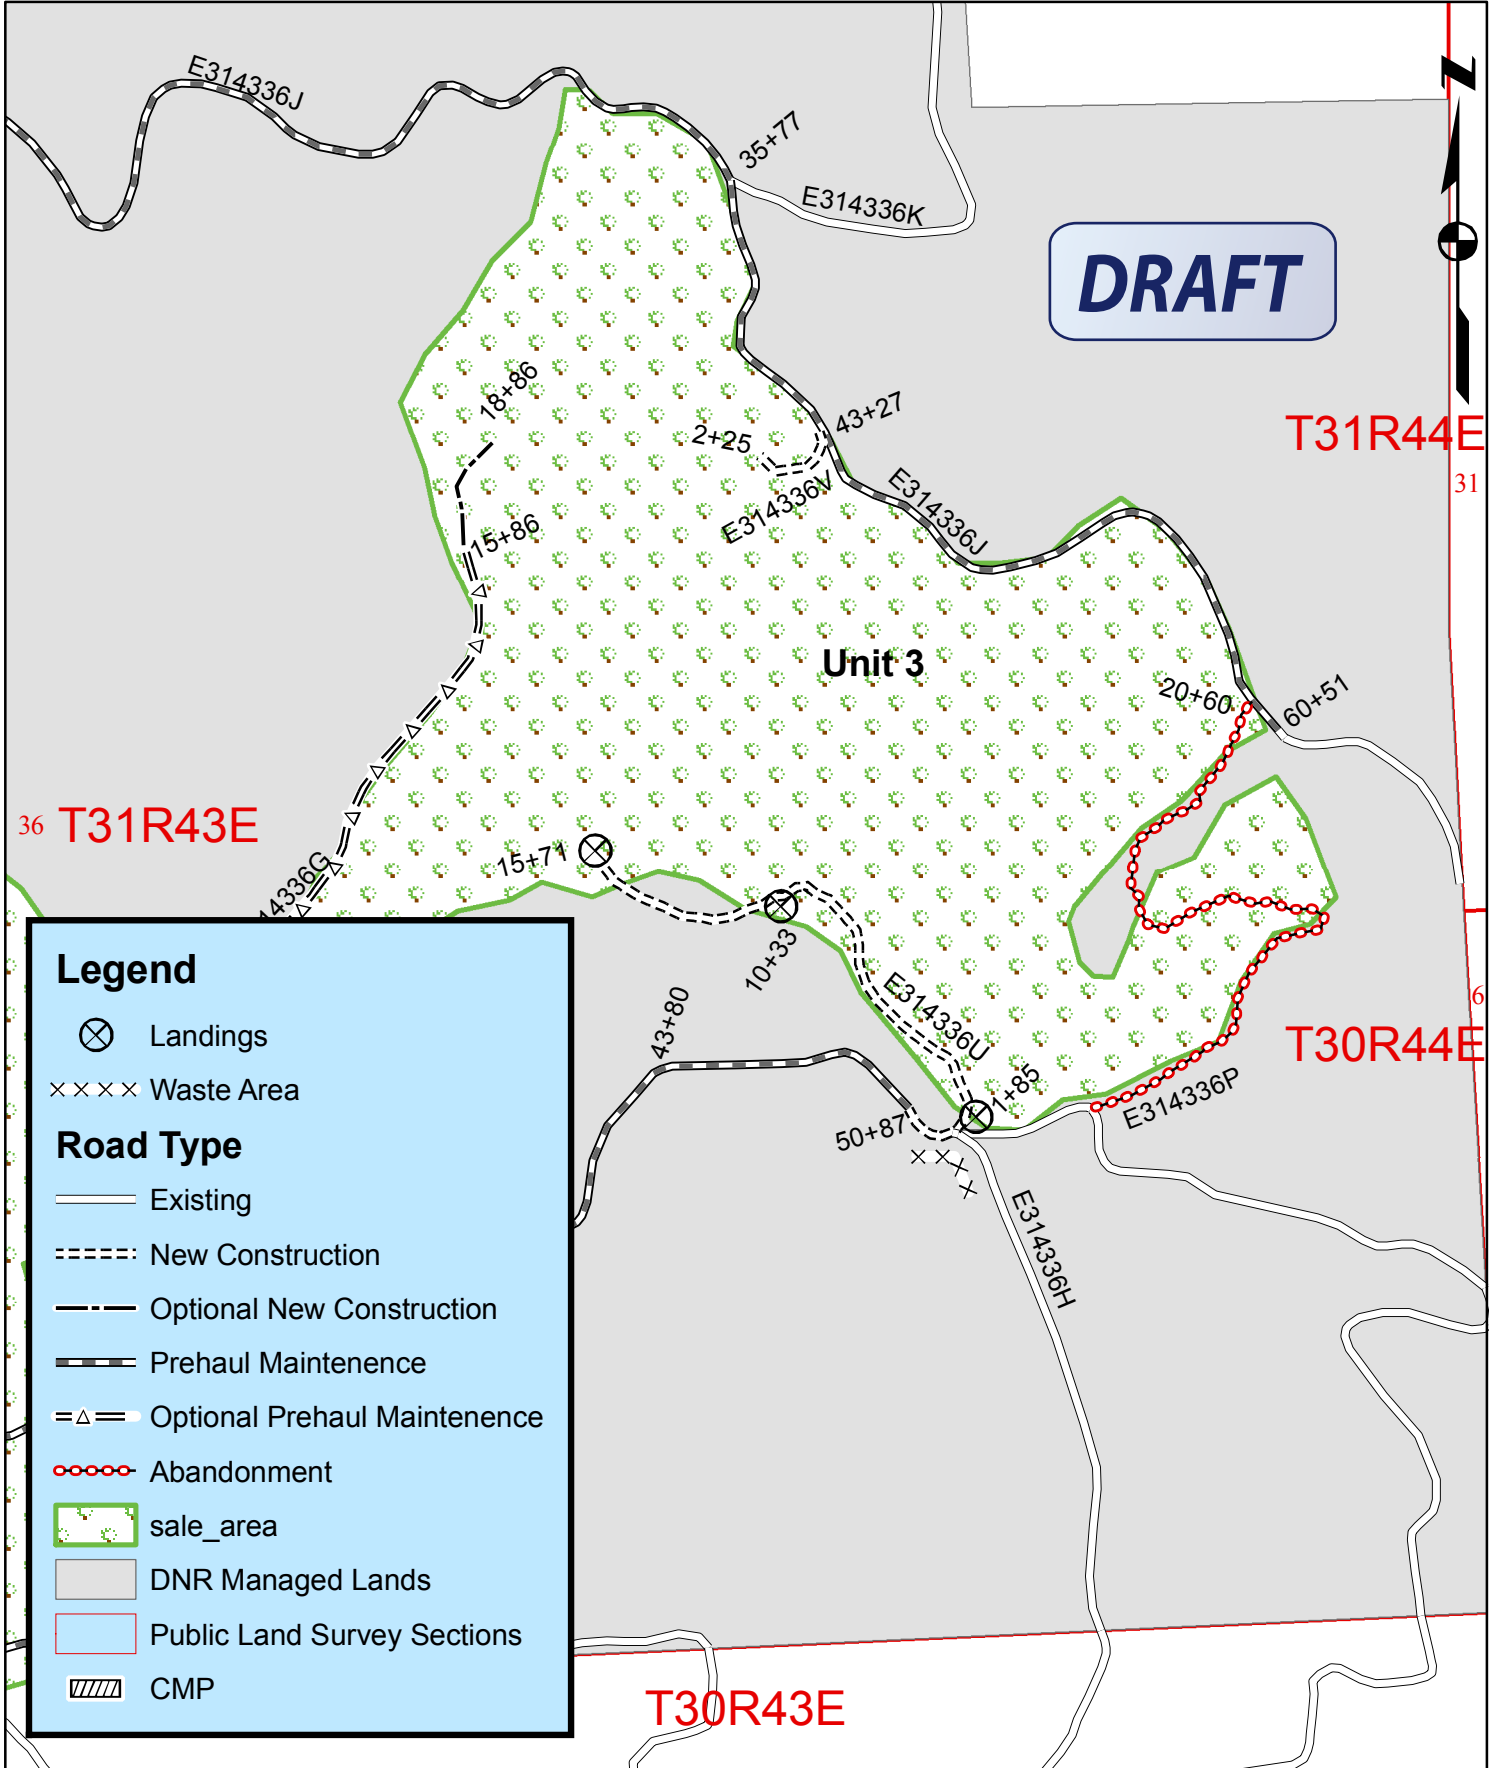 E314336J
35+77
E314336K
Z
DRAFT
18+86
43+27
2+25
T31R44E
31
E314336V
E314336J
15+86
Unit 3
20+60
60+51
36 T31R43E
15+71
14336G
10+33
43+80
E314336U
T30R44E
6
1+85
E314336P
50+87
E314336H
Legend
Landings
Waste Area
Road Type
Existing
New Construction
Optional New Construction
Prehaul Maintenence
Optional Prehaul Maintenence
Abandonment
sale_area
DNR Managed Lands
Public Land Survey Sections
CMP
T30R43E